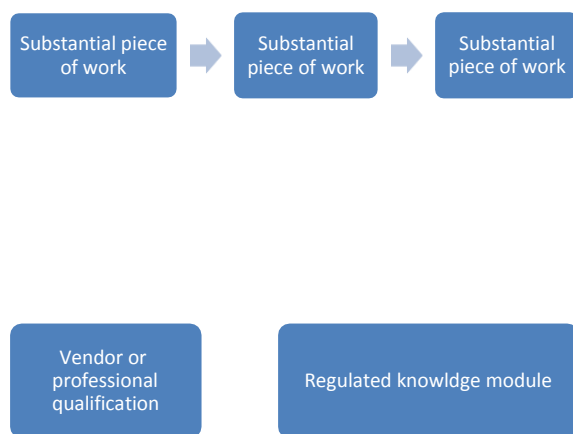 Substantial piece
of work
Substantial
piece of work
Substantial
piece of work
Vendor or
professional
qualification
Regulated knowldge module